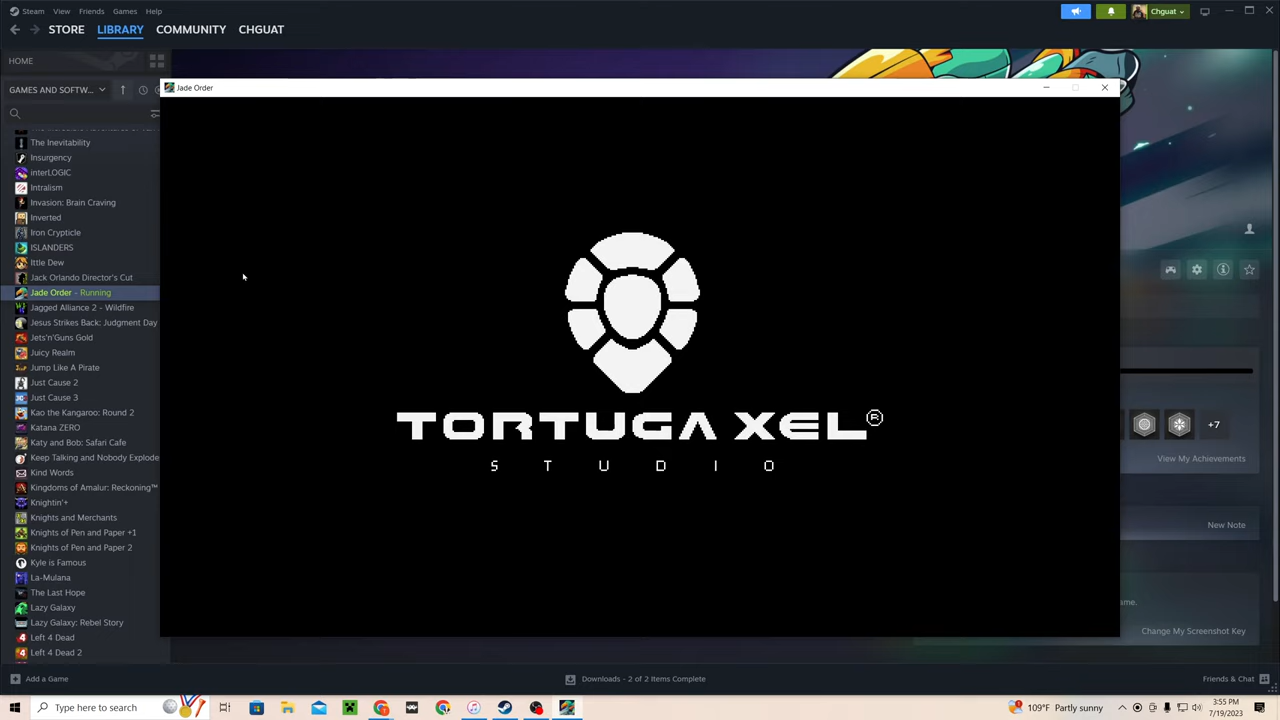 Steam View Friends Games Help
Chguat
STORE LIBRARY COMMUNITY CHGUAT
HOME
GAMES AND SOFTW...
Jade Order
The Inevitability
Insurgency
interLOGIC
Intralism
Invasion: Brain Craving
Inverted
Iron Crypticle
ISLANDERS
Ittle Dew
Jack Orlando Director's Cut
Jade Order - Running
Jagged Alliance 2 - Wildfire
Jesus Strikes Back: Judgment Day
Jets'n'Guns Gold
Juicy Realm
Jump Like A Pirate
Just Cause 2
Just Cause 3
Kao the Kangaroo: Round 2
Katana ZERO
Katy and Bob: Safari Cafe
Keep Talking and Nobody Explode
Kind Words
Kingdoms of Amalur: Reckoning™
Knightin'+
Knights and Merchants
Knights of Pen and Paper +1
Knights of Pen and Paper 2
Kyle is Famous
La-Mulana
The Last Hope
Lazy Galaxy
Lazy Galaxy: Rebel Story
Left 4 Dead
Left 4 Dead 2
TORTUGA XEL®
STUDIO
+7
View My Achievements
New Note
me.
Change My Screenshot Key
Add a Game
Downloads - 2 of 2 Items Complete
Friends & Chat
Type here to search
109°F Partly sunny
3:55 PM
7/19/2023